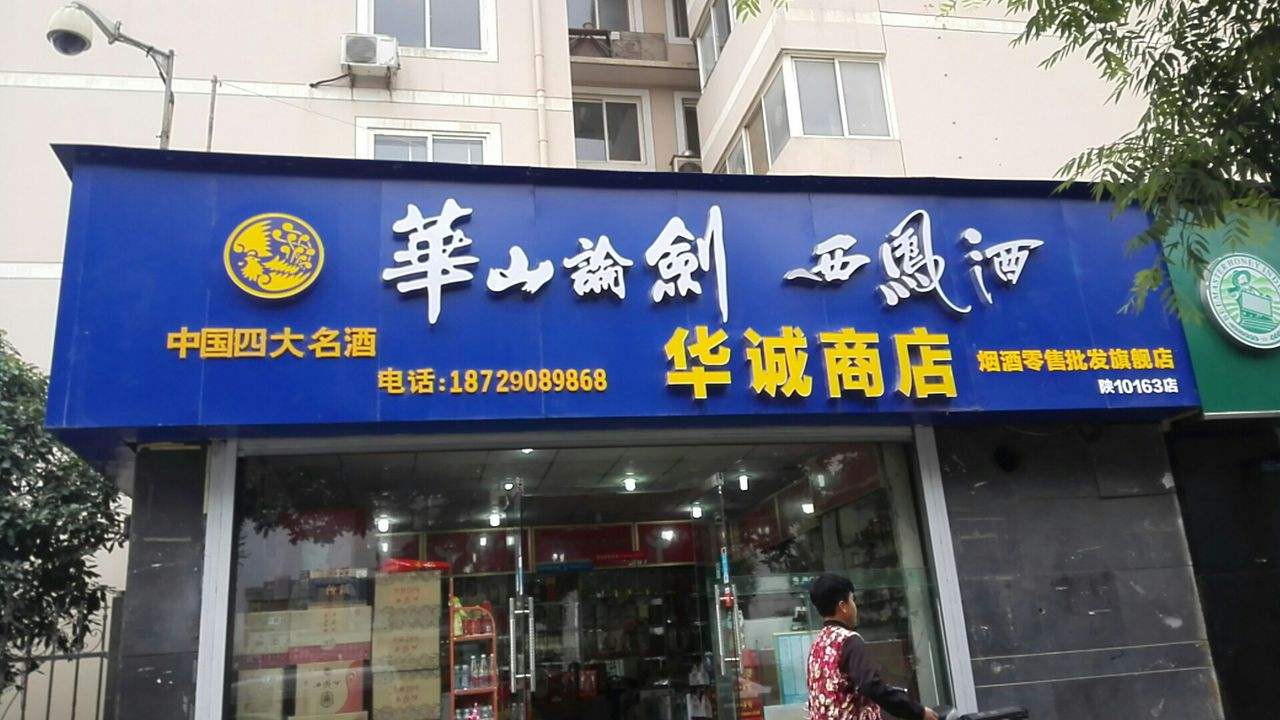 華山論劍 西鳳酒
中国四大名酒
电话:18729089868
华诚商店
烟酒零售批发旗舰店
陕10163店